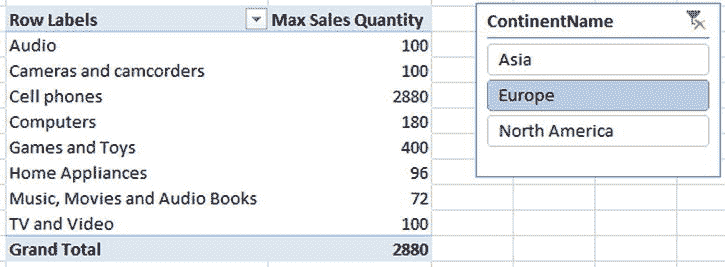 Row Labels Max Sales Quantity
Audio 100
Cameras and camcorders 100
Cell phones 2880
Computers 180
Games and Toys 400
Home Appliances 96
Music, Movies and Audio Books 72
TV and Video 100
Grand Total 2880
ContinentName
Asia
Europe
North America